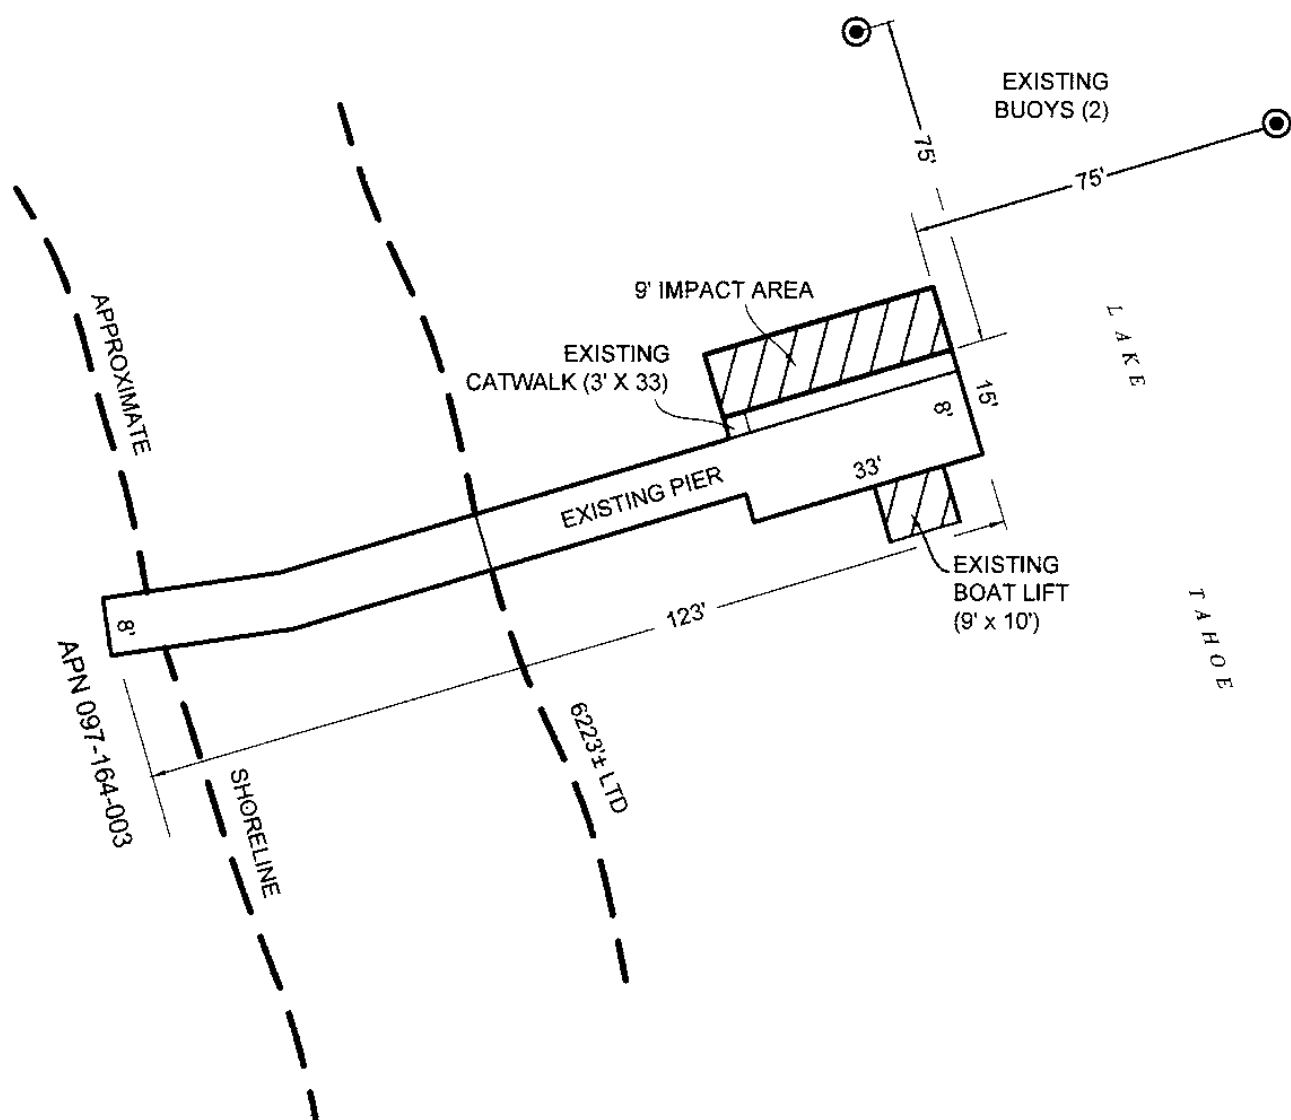 EXISTING
BUOYS (2)
75'
75'
9' IMPACT AREA
LAKE
EXISTING
CATWALK (3' X 33)
APPROXIMATE
15'
8'
33'
EXISTING PIER
EXISTING
BOAT LIFT
(9' x 10')
123'
8'
TAHOE
APN 097-164-003
6223'± LTD
SHORELINE